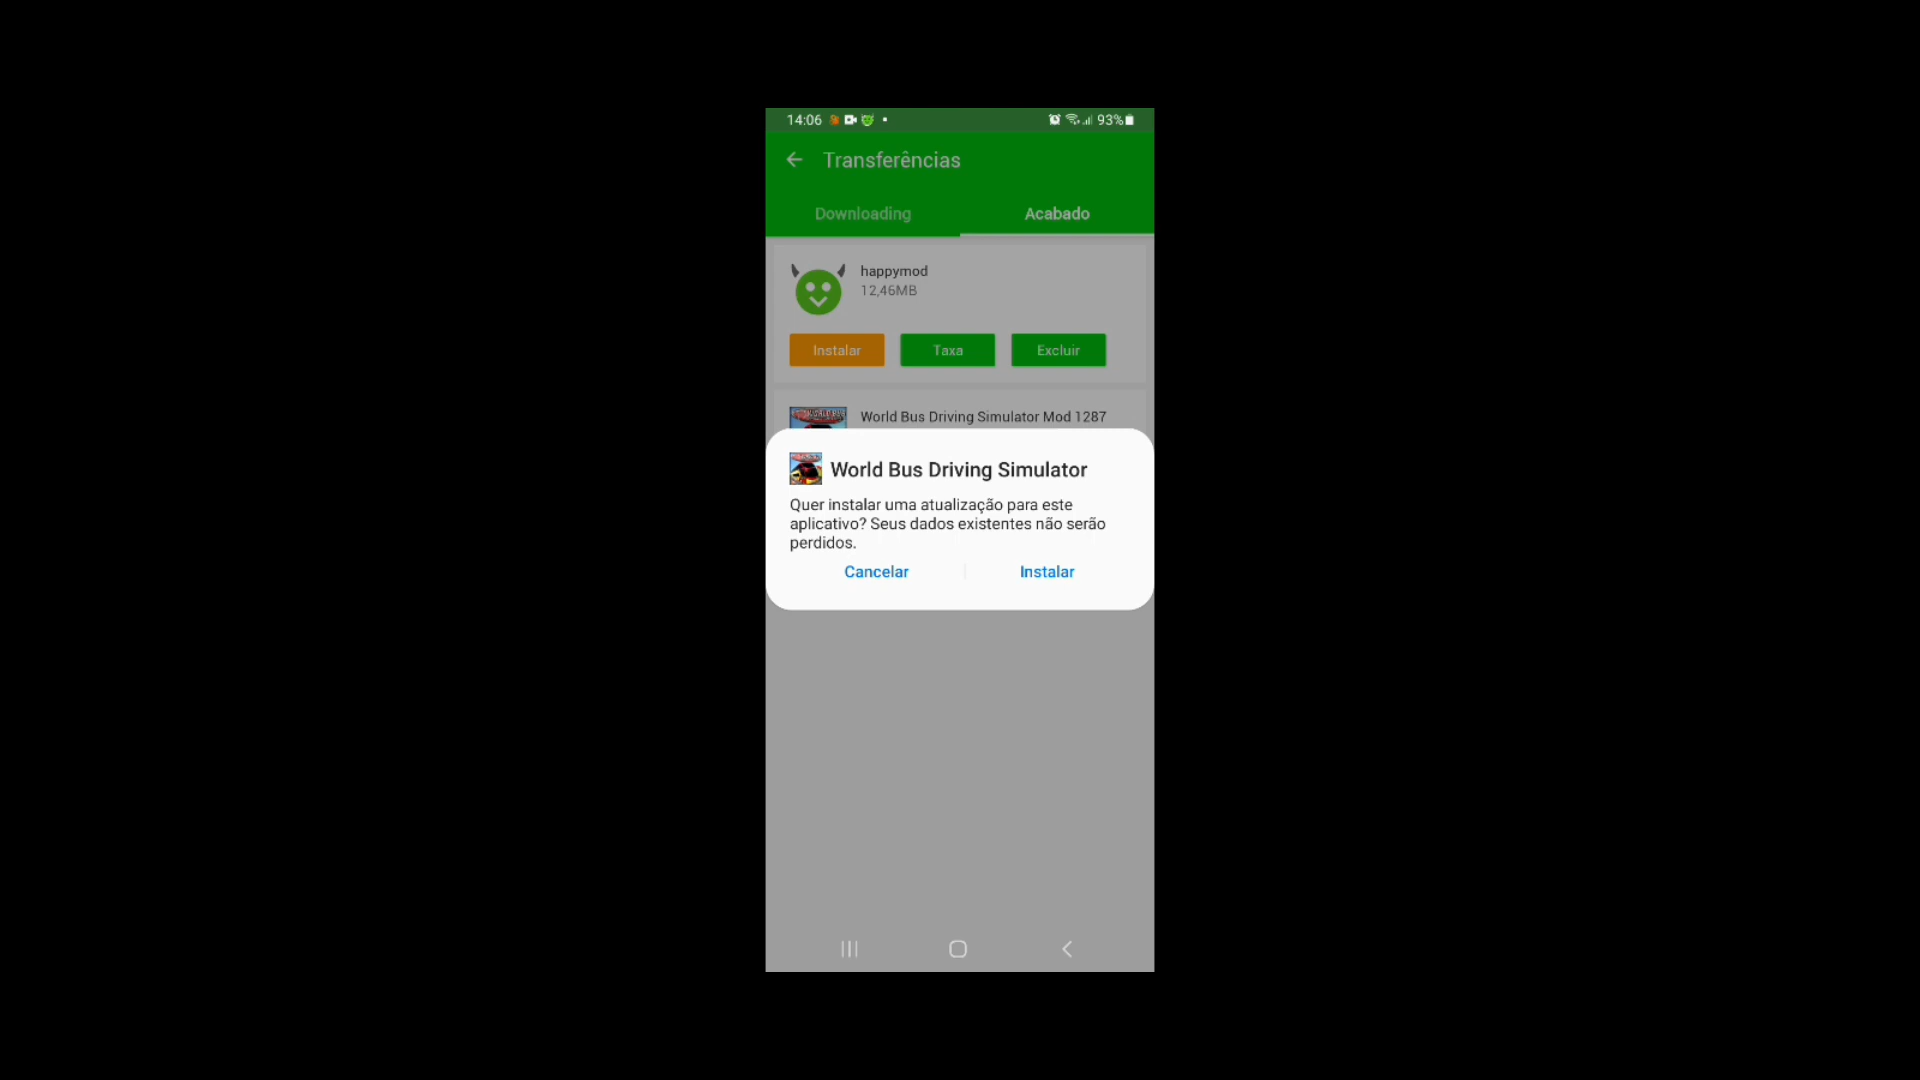 14:06
93%
Transferências
Downloading
Acabado
happymod
12,46MB
Instalar
Taxa
Excluir
World Bus Driving Simulator Mod 1287
World Bus Driving Simulator
Quer instalar uma atualização para este
aplicativo? Seus dados existentes não serão
perdidos.
Cancelar
Instalar